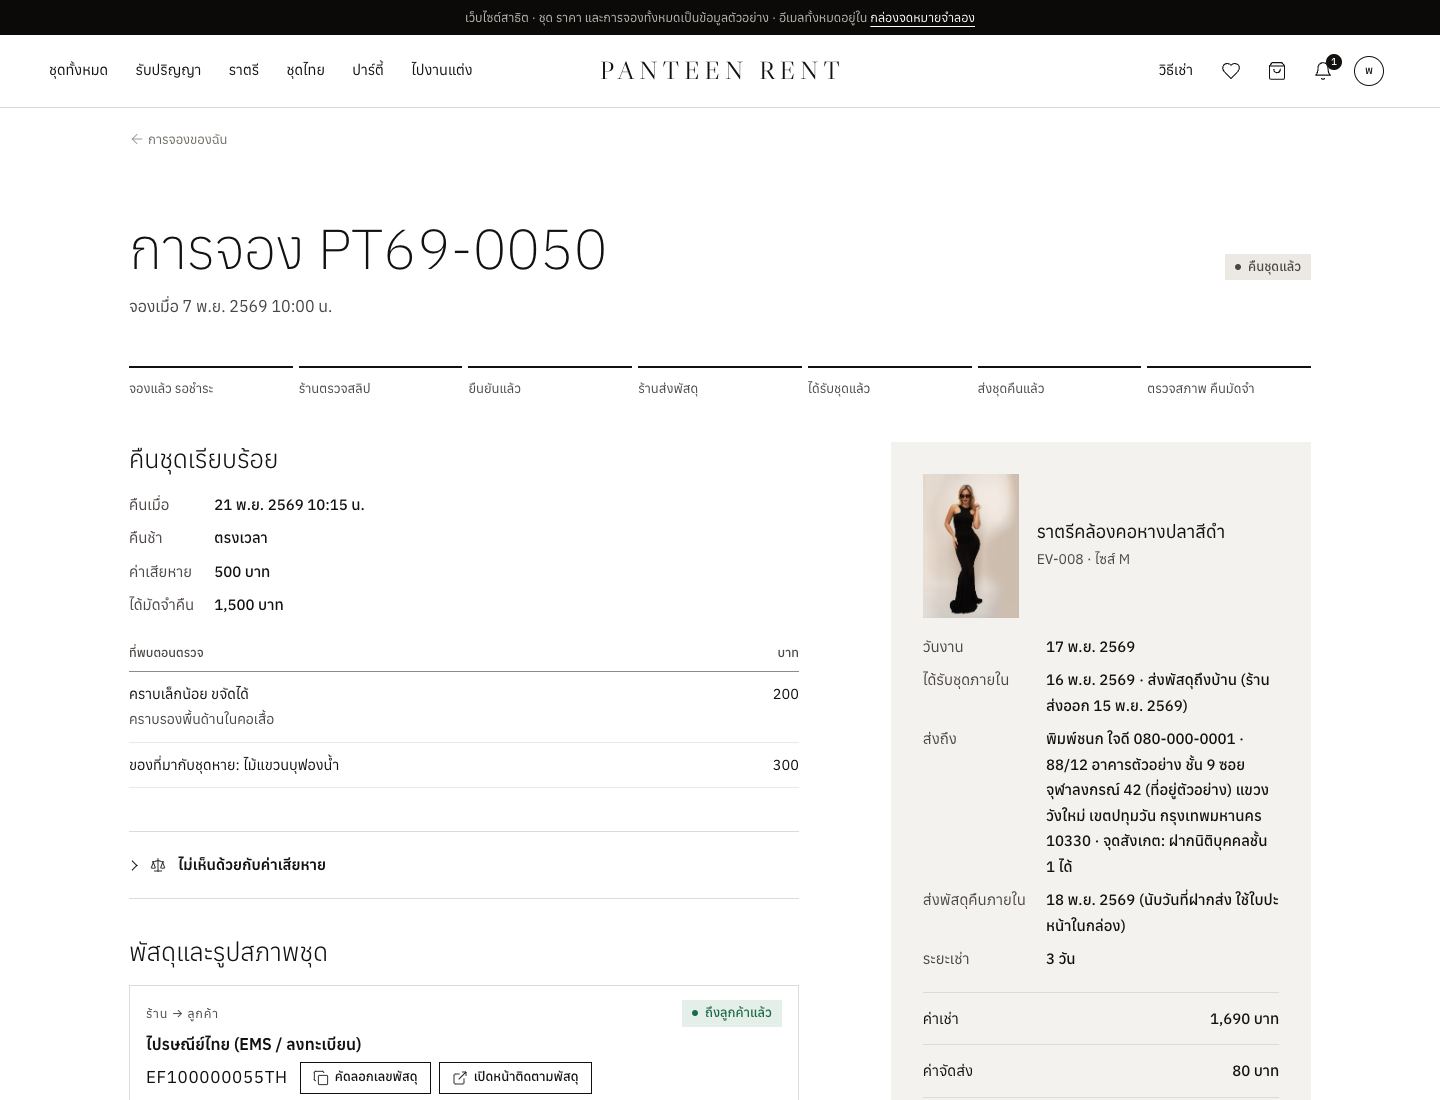 เว็บไซต์สาธิต · ชุด ราคา และการจองทั้งหมดเป็นข้อมูลตัวอย่าง · อีเมลทั้งหมดอยู่ใน กล่องจดหมายจำลอง
ชุดทั้งหมด รับปริญญา ราตรี ชุดไทย ปาร์ตี้ ไปงานแต่ง PANTEEN RENT วิธีเช่า 1 พ
← การจองของฉัน
การจอง PT69-0050
คืนชุดแล้ว
จองเมื่อ 7 พ.ย. 2569 10:00 น.
จองแล้ว รอชำระ ร้านตรวจสลิป ยืนยันแล้ว ร้านส่งพัสดุ ได้รับชุดแล้ว ส่งชุดคืนแล้ว ตรวจสภาพ คืนมัดจำ
คืนชุดเรียบร้อย
คืนเมื่อ 21 พ.ย. 2569 10:15 น.
คืนช้า ตรงเวลา
ค่าเสียหาย 500 บาท
ได้มัดจำคืน 1,500 บาท
ที่พบตอนตรวจ บาท
คราบเล็กน้อย ขจัดได้ 200
คราบรองพื้นด้านในคอเสื้อ
ของที่มากับชุดหาย: ไม้แขวนบุฟองน้ำ 300
ไม่เห็นด้วยกับค่าเสียหาย
พัสดุและรูปสภาพชุด
ร้าน → ลูกค้า ถึงลูกค้าแล้ว
ไปรษณีย์ไทย (EMS / ลงทะเบียน)
EF100000055TH คัดลอกเลขพัสดุ เปิดหน้าติดตามพัสดุ
ราตรีคล้องคอหางปลาสีดำ
EV-008 · ไซส์ M
วันงาน 17 พ.ย. 2569
ได้รับชุดภายใน 16 พ.ย. 2569 · ส่งพัสดุถึงบ้าน (ร้าน
ส่งออก 15 พ.ย. 2569)
ส่งถึง พิมพ์ชนก ใจดี 080-000-0001 ·
88/12 อาคารตัวอย่าง ชั้น 9 ซอย
จุฬาลงกรณ์ 42 (ที่อยู่ตัวอย่าง) แขวง
วังใหม่ เขตปทุมวัน กรุงเทพมหานคร
10330 · จุดสังเกต: ฝากนิติบุคคลชั้น
1 ได้
ส่งพัสดุคืนภายใน 18 พ.ย. 2569 (นับวันที่ฝากส่ง ใช้ใบปะ
หน้าในกล่อง)
ระยะเช่า 3 วัน
ค่าเช่า 1,690 บาท
ค่าจัดส่ง 80 บาท